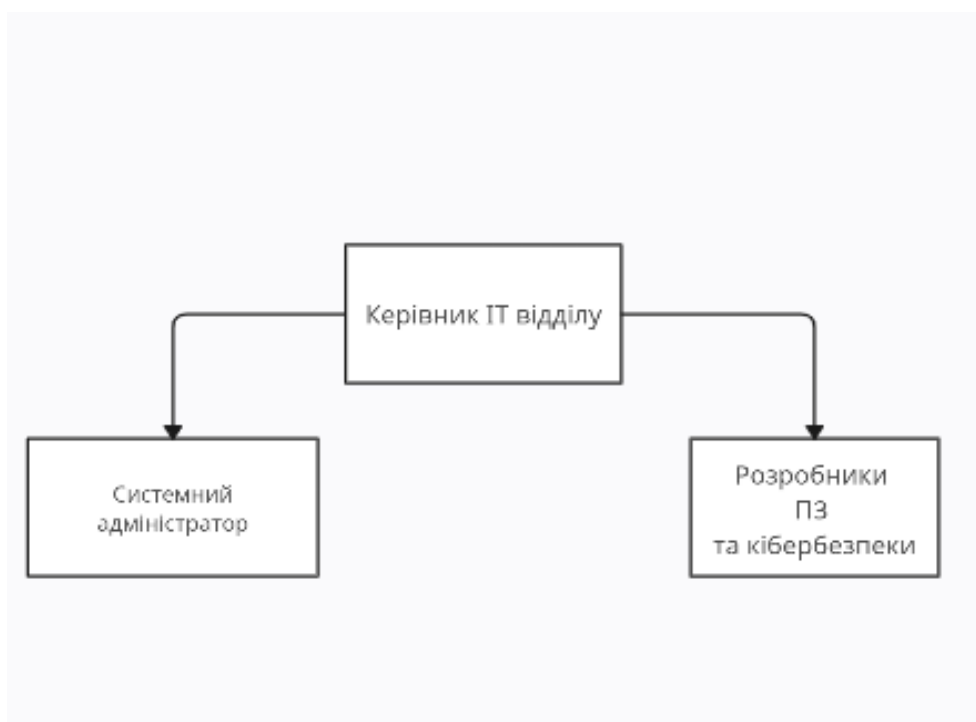 Керівник ІТ відділу
Системний
адміністратор
Розробники
ПЗ
та кібербезпеки